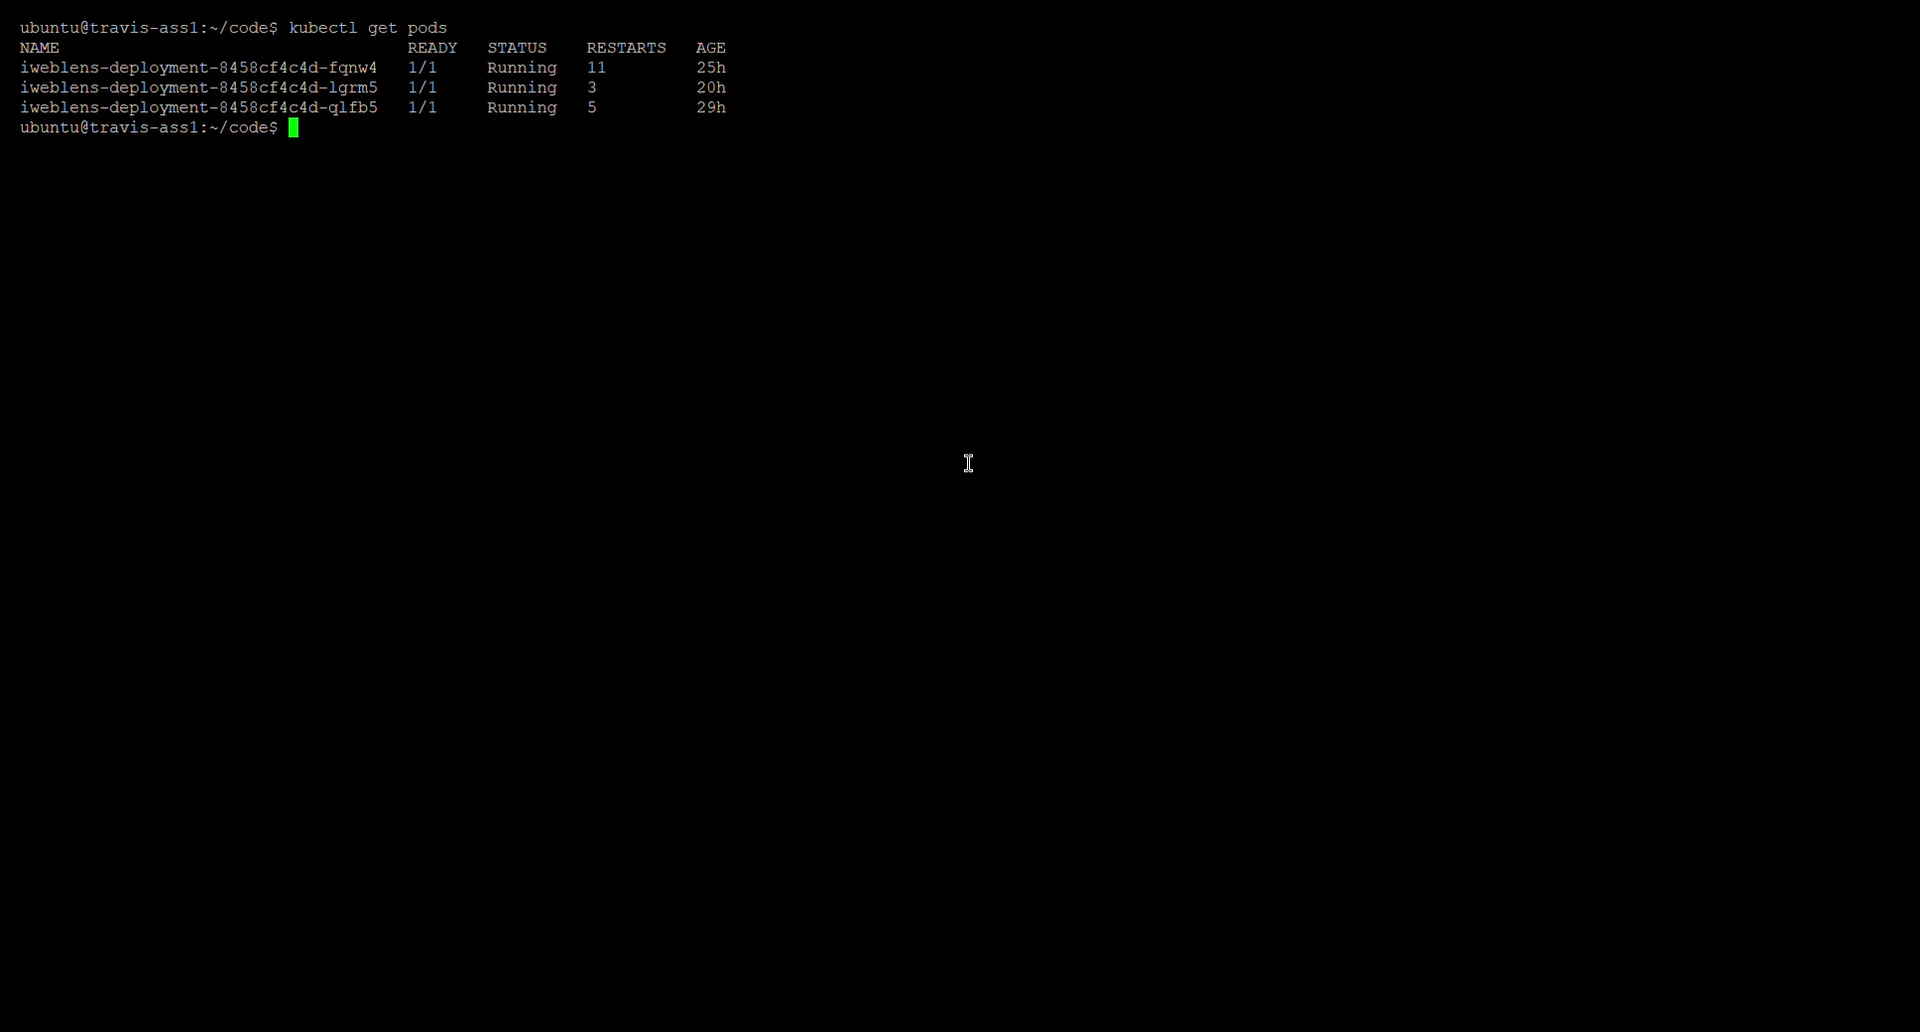 ubuntu@travis-ass1:~/code$ kubectl get pods
NAME READY STATUS RESTARTS AGE
iweblens-deployment-8458cf4c4d-fqnw4 1/1 Running 11 25h
iweblens-deployment-8458cf4c4d-lgrm5 1/1 Running 3 20h
iweblens-deployment-8458cf4c4d-qlfb5 1/1 Running 5 29h
ubuntu@travis-ass1:~/code$